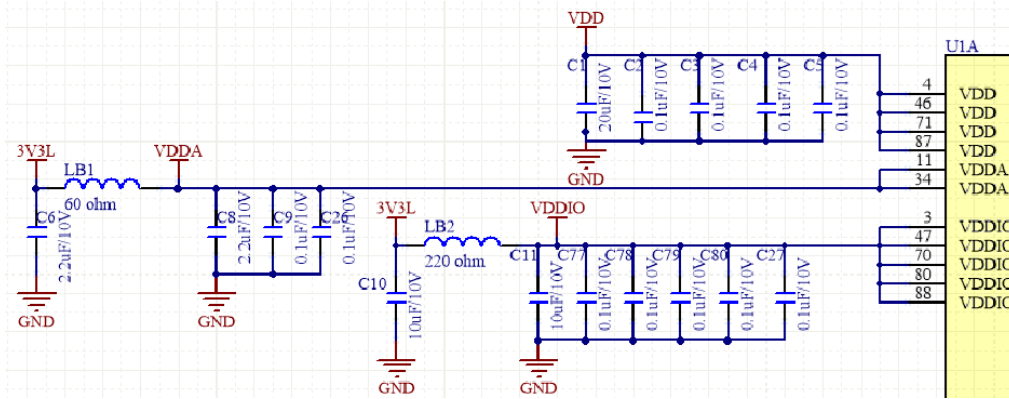 VDD
U1A
C1
C2
C3
C4
C5
20uF/10V
0.1uF/10V
0.1uF/10V
0.1uF/10V
0.1uF/10V
GND
4 VDD
46 VDD
71 VDD
87 VDD
11 VDDA
34 VDDA
3V3L
LB1
60 ohm
VDDA
C6
2.2uF/10V
GND
C8
C9
C26
2.2uF/10V
0.1uF/10V
0.1uF/10V
GND
3V3L
LB2
220 ohm
VDDIO
C10
10uF/10V
GND
C11
C77
C78
C79
C80
C27
10uF/10V
0.1uF/10V
0.1uF/10V
0.1uF/10V
0.1uF/10V
0.1uF/10V
GND
3 VDDIO
47 VDDIO
70 VDDIO
80 VDDIO
88 VDDIO